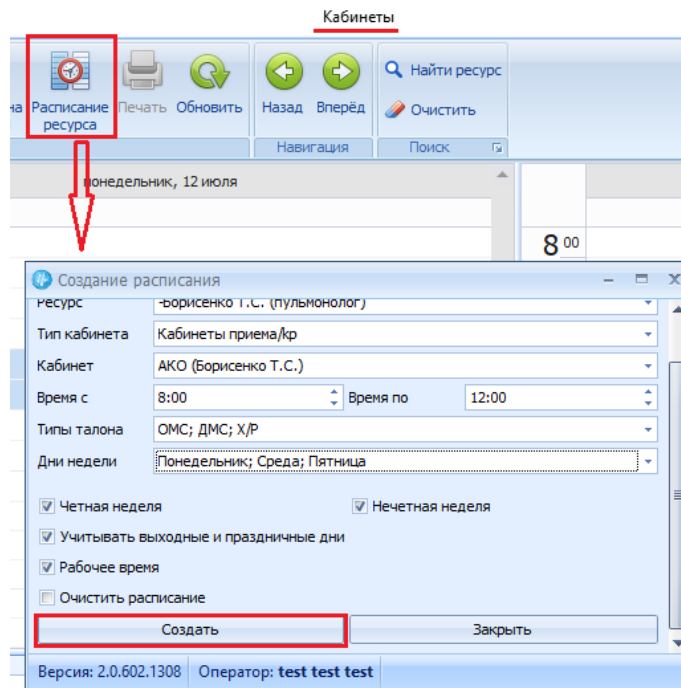 Кабинеты
на Расписание ресурса Печать Обновить Назад Вперёд Найти ресурс
Очистить
Навигация Поиск
понедельник, 12 июля
8 00
Создание расписания
Ресурс -Борисенко Т.С. (пульмонолог)
Тип кабинета Кабинеты приема/кр
Кабинет АКО (Борисенко Т.С.)
Время с 8:00 Время по 12:00
Типы талона ОМС; ДМС; Х/Р
Дни недели Понедельник; Среда; Пятница
Четная неделя Нечетная неделя
Учитывать выходные и праздничные дни
Рабочее время
Очистить расписание
Создать Закрыть
Версия: 2.0.602.1308 Оператор: test test test